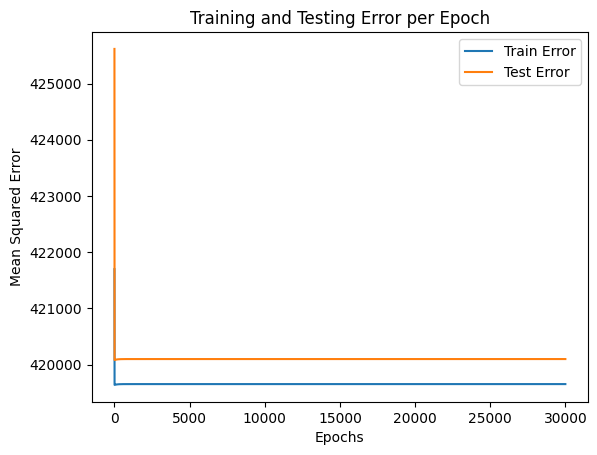 Training and Testing Error per Epoch
Train Error
Test Error
425000
424000
423000
422000
421000
420000
Mean Squared Error
0
5000
10000
15000
20000
25000
30000
Epochs